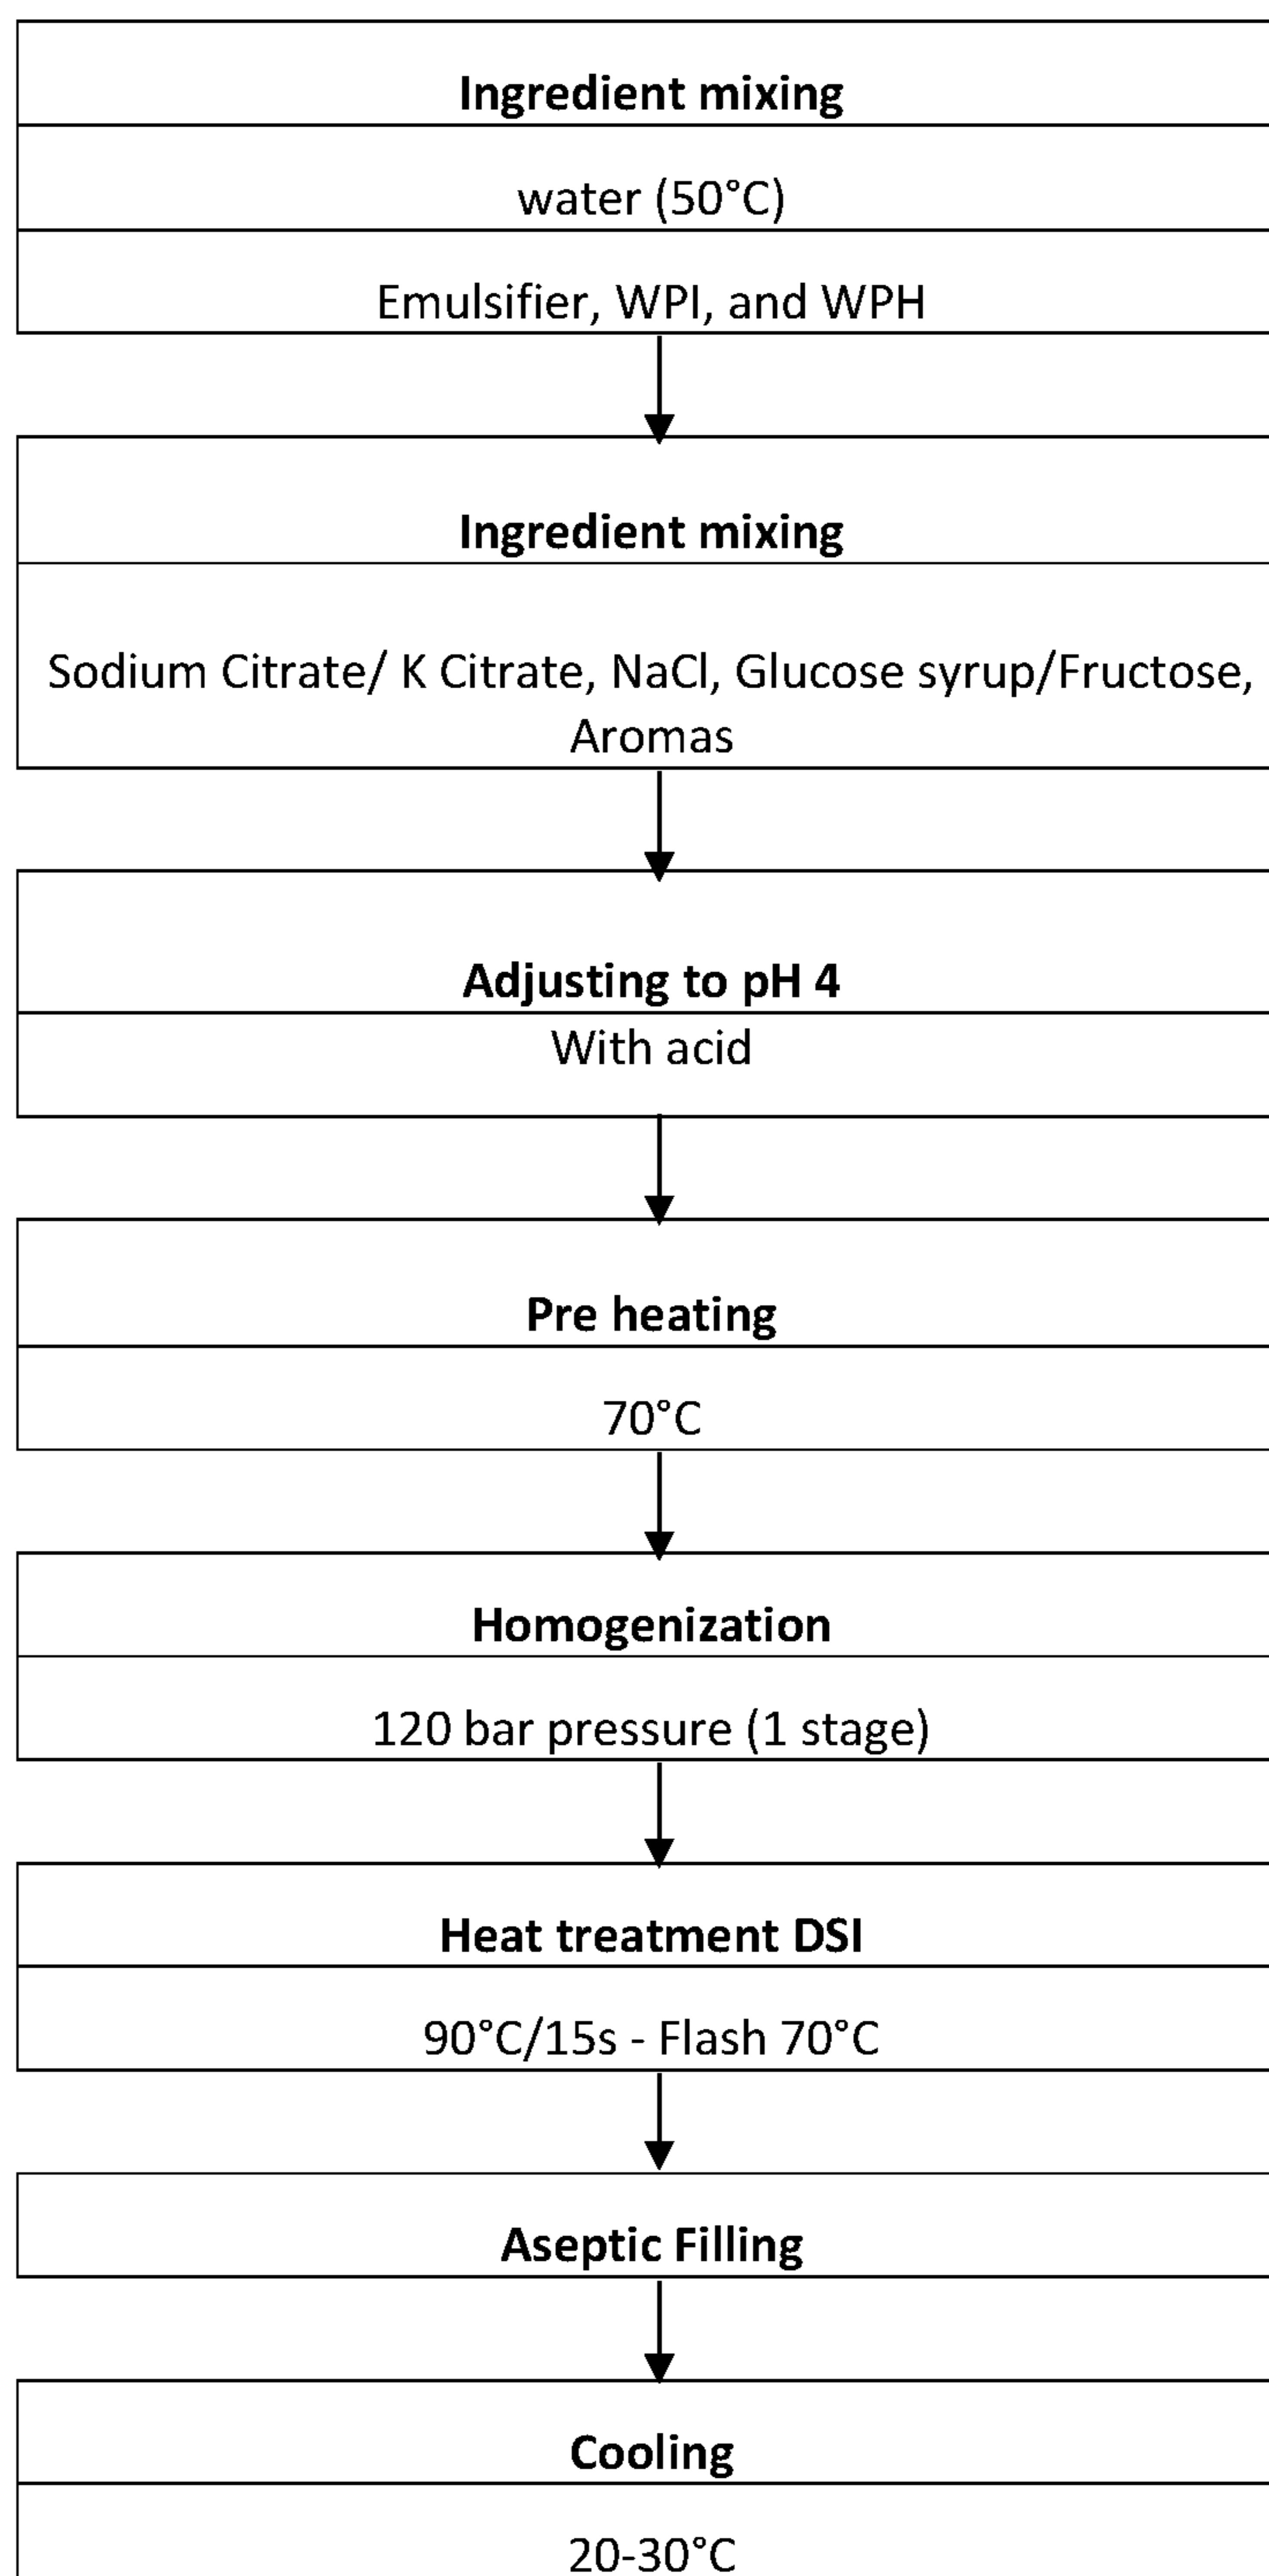 Ingredient mixing
water (50°C)
Emulsifier, WPI, and WPH
Ingredient mixing
Sodium Citrate/ K Citrate, NaCl, Glucose syrup/Fructose,
Aromas
Adjusting to pH 4
With acid
Pre heating
70°C
Homogenization
120 bar pressure (1 stage)
Heat treatment DSI
90°C/15s - Flash 70°C
Aseptic Filling
Cooling
20-30°C